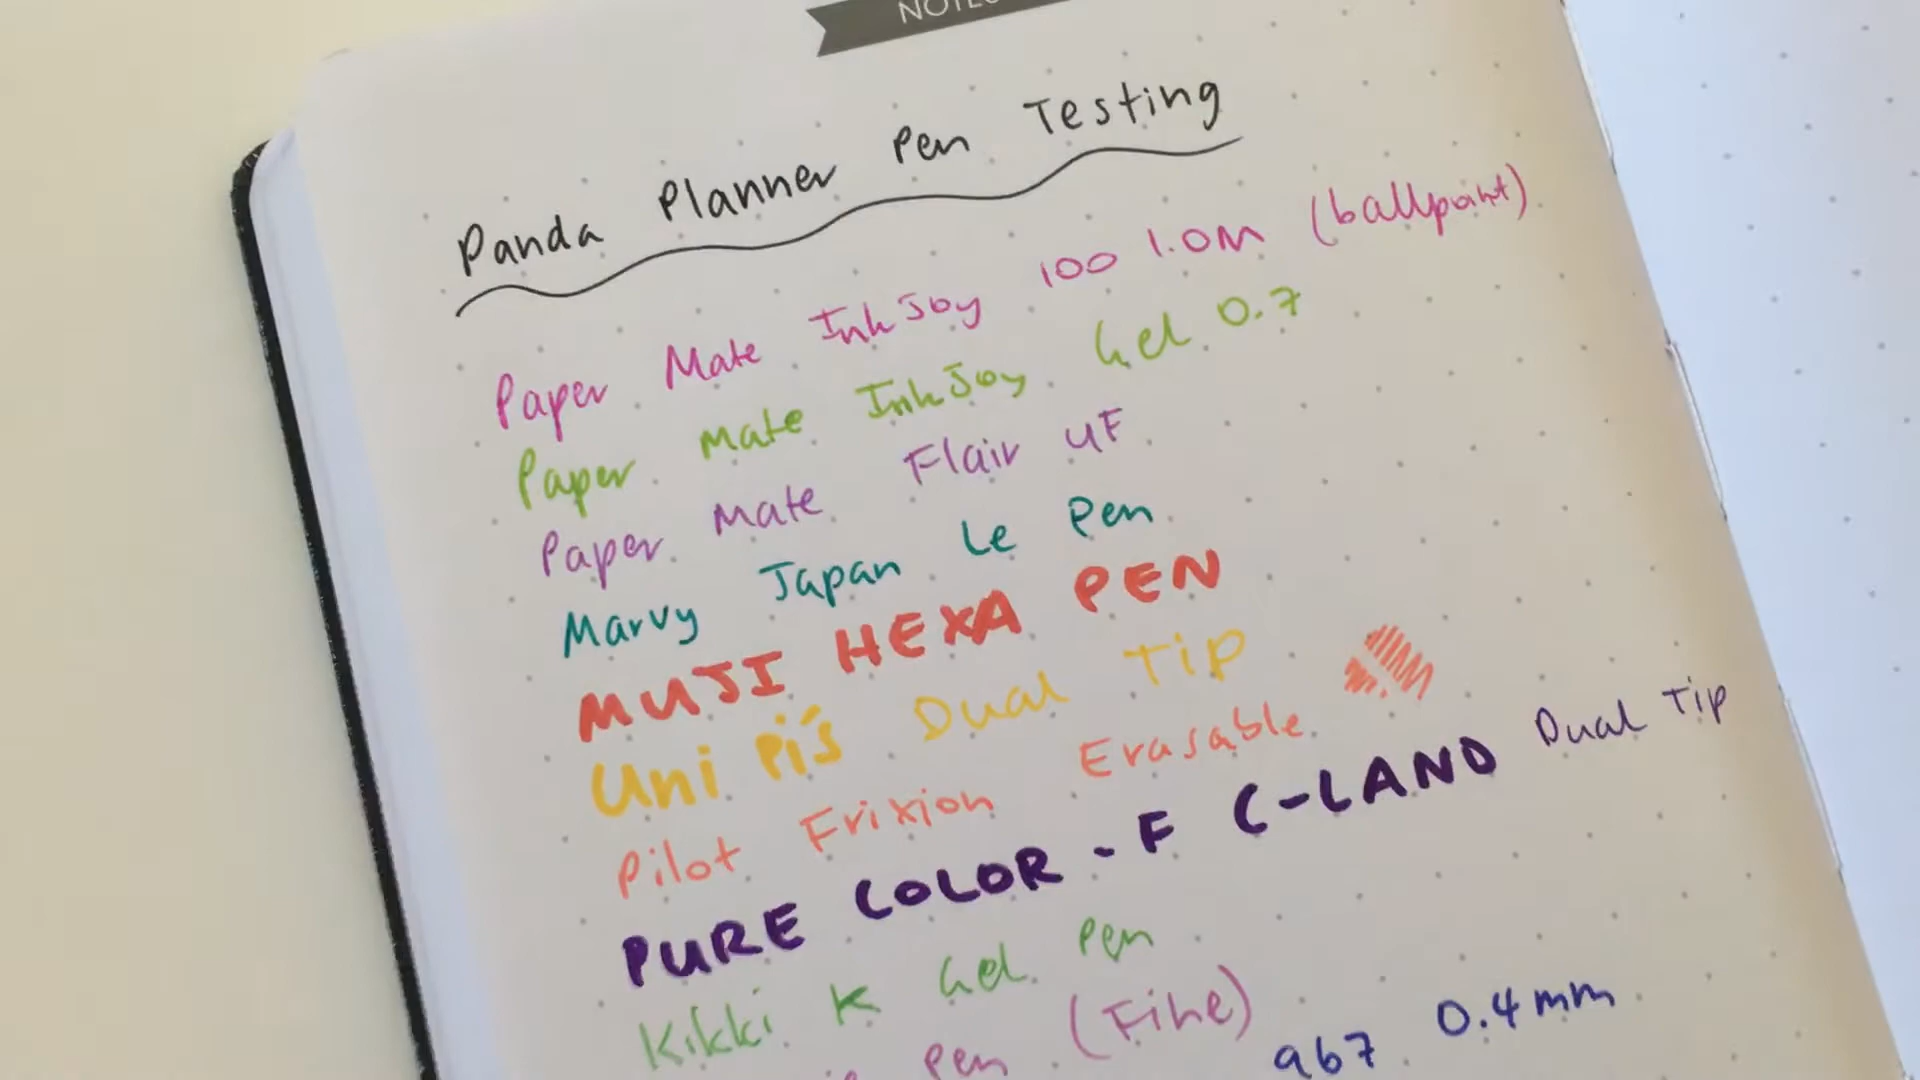 Panda Planner Pen Testing
Paper Mate InkJoy 100 1.0M (ballpoint)
Paper Mate InkJoy Gel 0.7
Paper Mate Flair UF
Marvy Japan Le Pen
MUJI HEXA PEN
Uni Pi's Dual Tip
Pilot Frixion Erasable
PURE COLOR-F C-LAND Dual Tip
Kikki K Gel Pen
Pen (Fine)
967 0.4mm